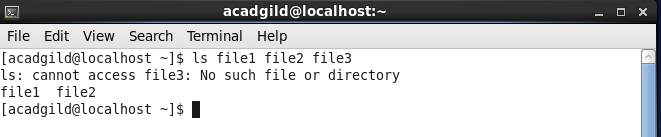 acadgild@localhost:~
File Edit View Search Terminal Help
[acadgild@localhost ~]$ ls file1 file2 file3
ls: cannot access file3: No such file or directory
file1  file2
[acadgild@localhost ~]$